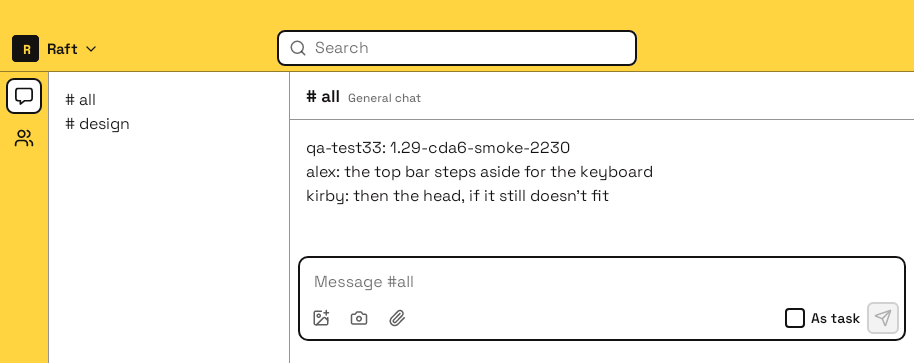 R Raft
Search
# all
# design
# all General chat
qa-test33: 1.29-cda6-smoke-2230
alex: the top bar steps aside for the keyboard
kirby: then the head, if it still doesn't fit
Message #all
As task